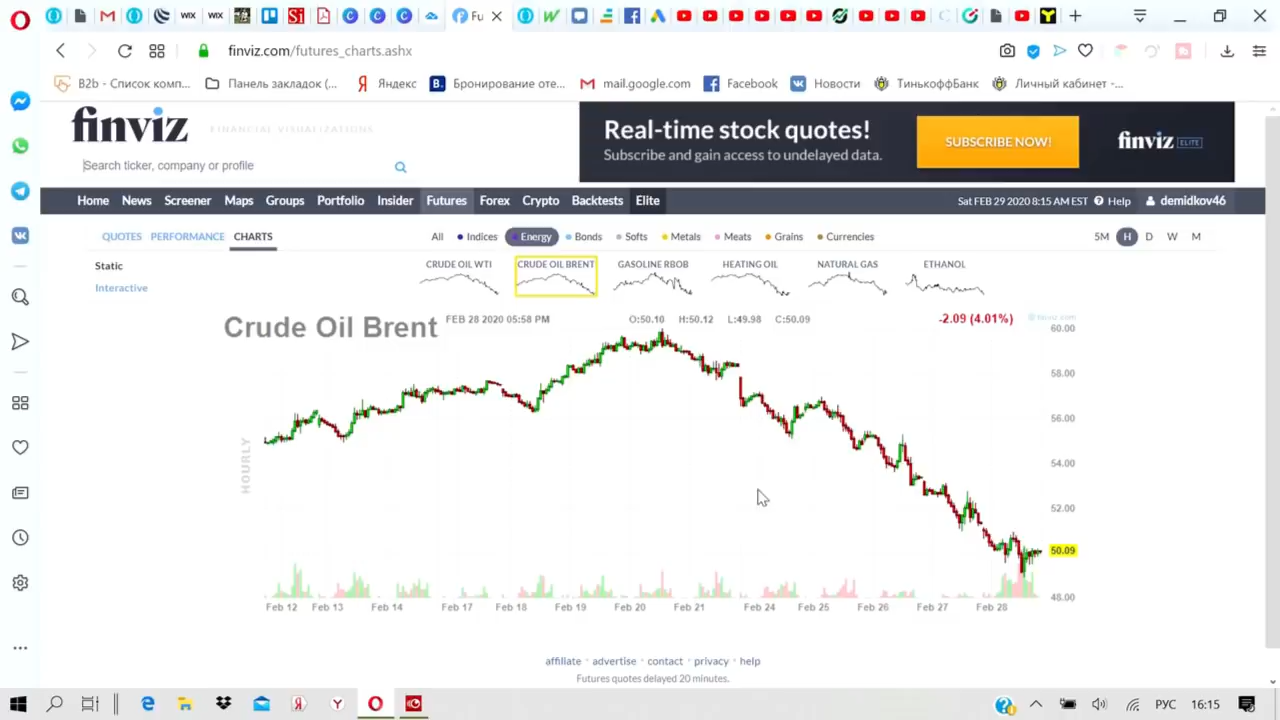 Fu
finviz.com/futures_charts.ashx
B2b - Список комп... Панель закладок (... Яндекс Бронирование оте... mail.google.com Facebook Новости ТинькоффБанк Личный кабинет -...
finviz FINANCIAL VISUALIZATIONS
Search ticker, company or profile
Real-time stock quotes!
Subscribe and gain access to undelayed data.
SUBSCRIBE NOW!
finviz ELITE
Home News Screener Maps Groups Portfolio Insider Futures Forex Crypto Backtests Elite Sat FEB 29 2020 8:15 AM EST Help demidkov46
QUOTES PERFORMANCE CHARTS All Indices Energy Bonds Softs Metals Meats Grains Currencies 5M H D W M
Static
Interactive
CRUDE OIL WTI CRUDE OIL BRENT GASOLINE RBOB HEATING OIL NATURAL GAS ETHANOL
Crude Oil Brent FEB 28 2020 05:58 PM O:50.10 H:50.12 L:49.98 C:50.09 -2.09 (4.01%) © finviz.com
60.00
58.00
56.00
54.00
52.00
50.09
48.00
HOURLY
Feb 12 Feb 13 Feb 14 Feb 17 Feb 18 Feb 19 Feb 20 Feb 21 Feb 24 Feb 25 Feb 26 Feb 27 Feb 28
affiliate · advertise · contact · privacy · help
Futures quotes delayed 20 minutes.
РУС 16:15